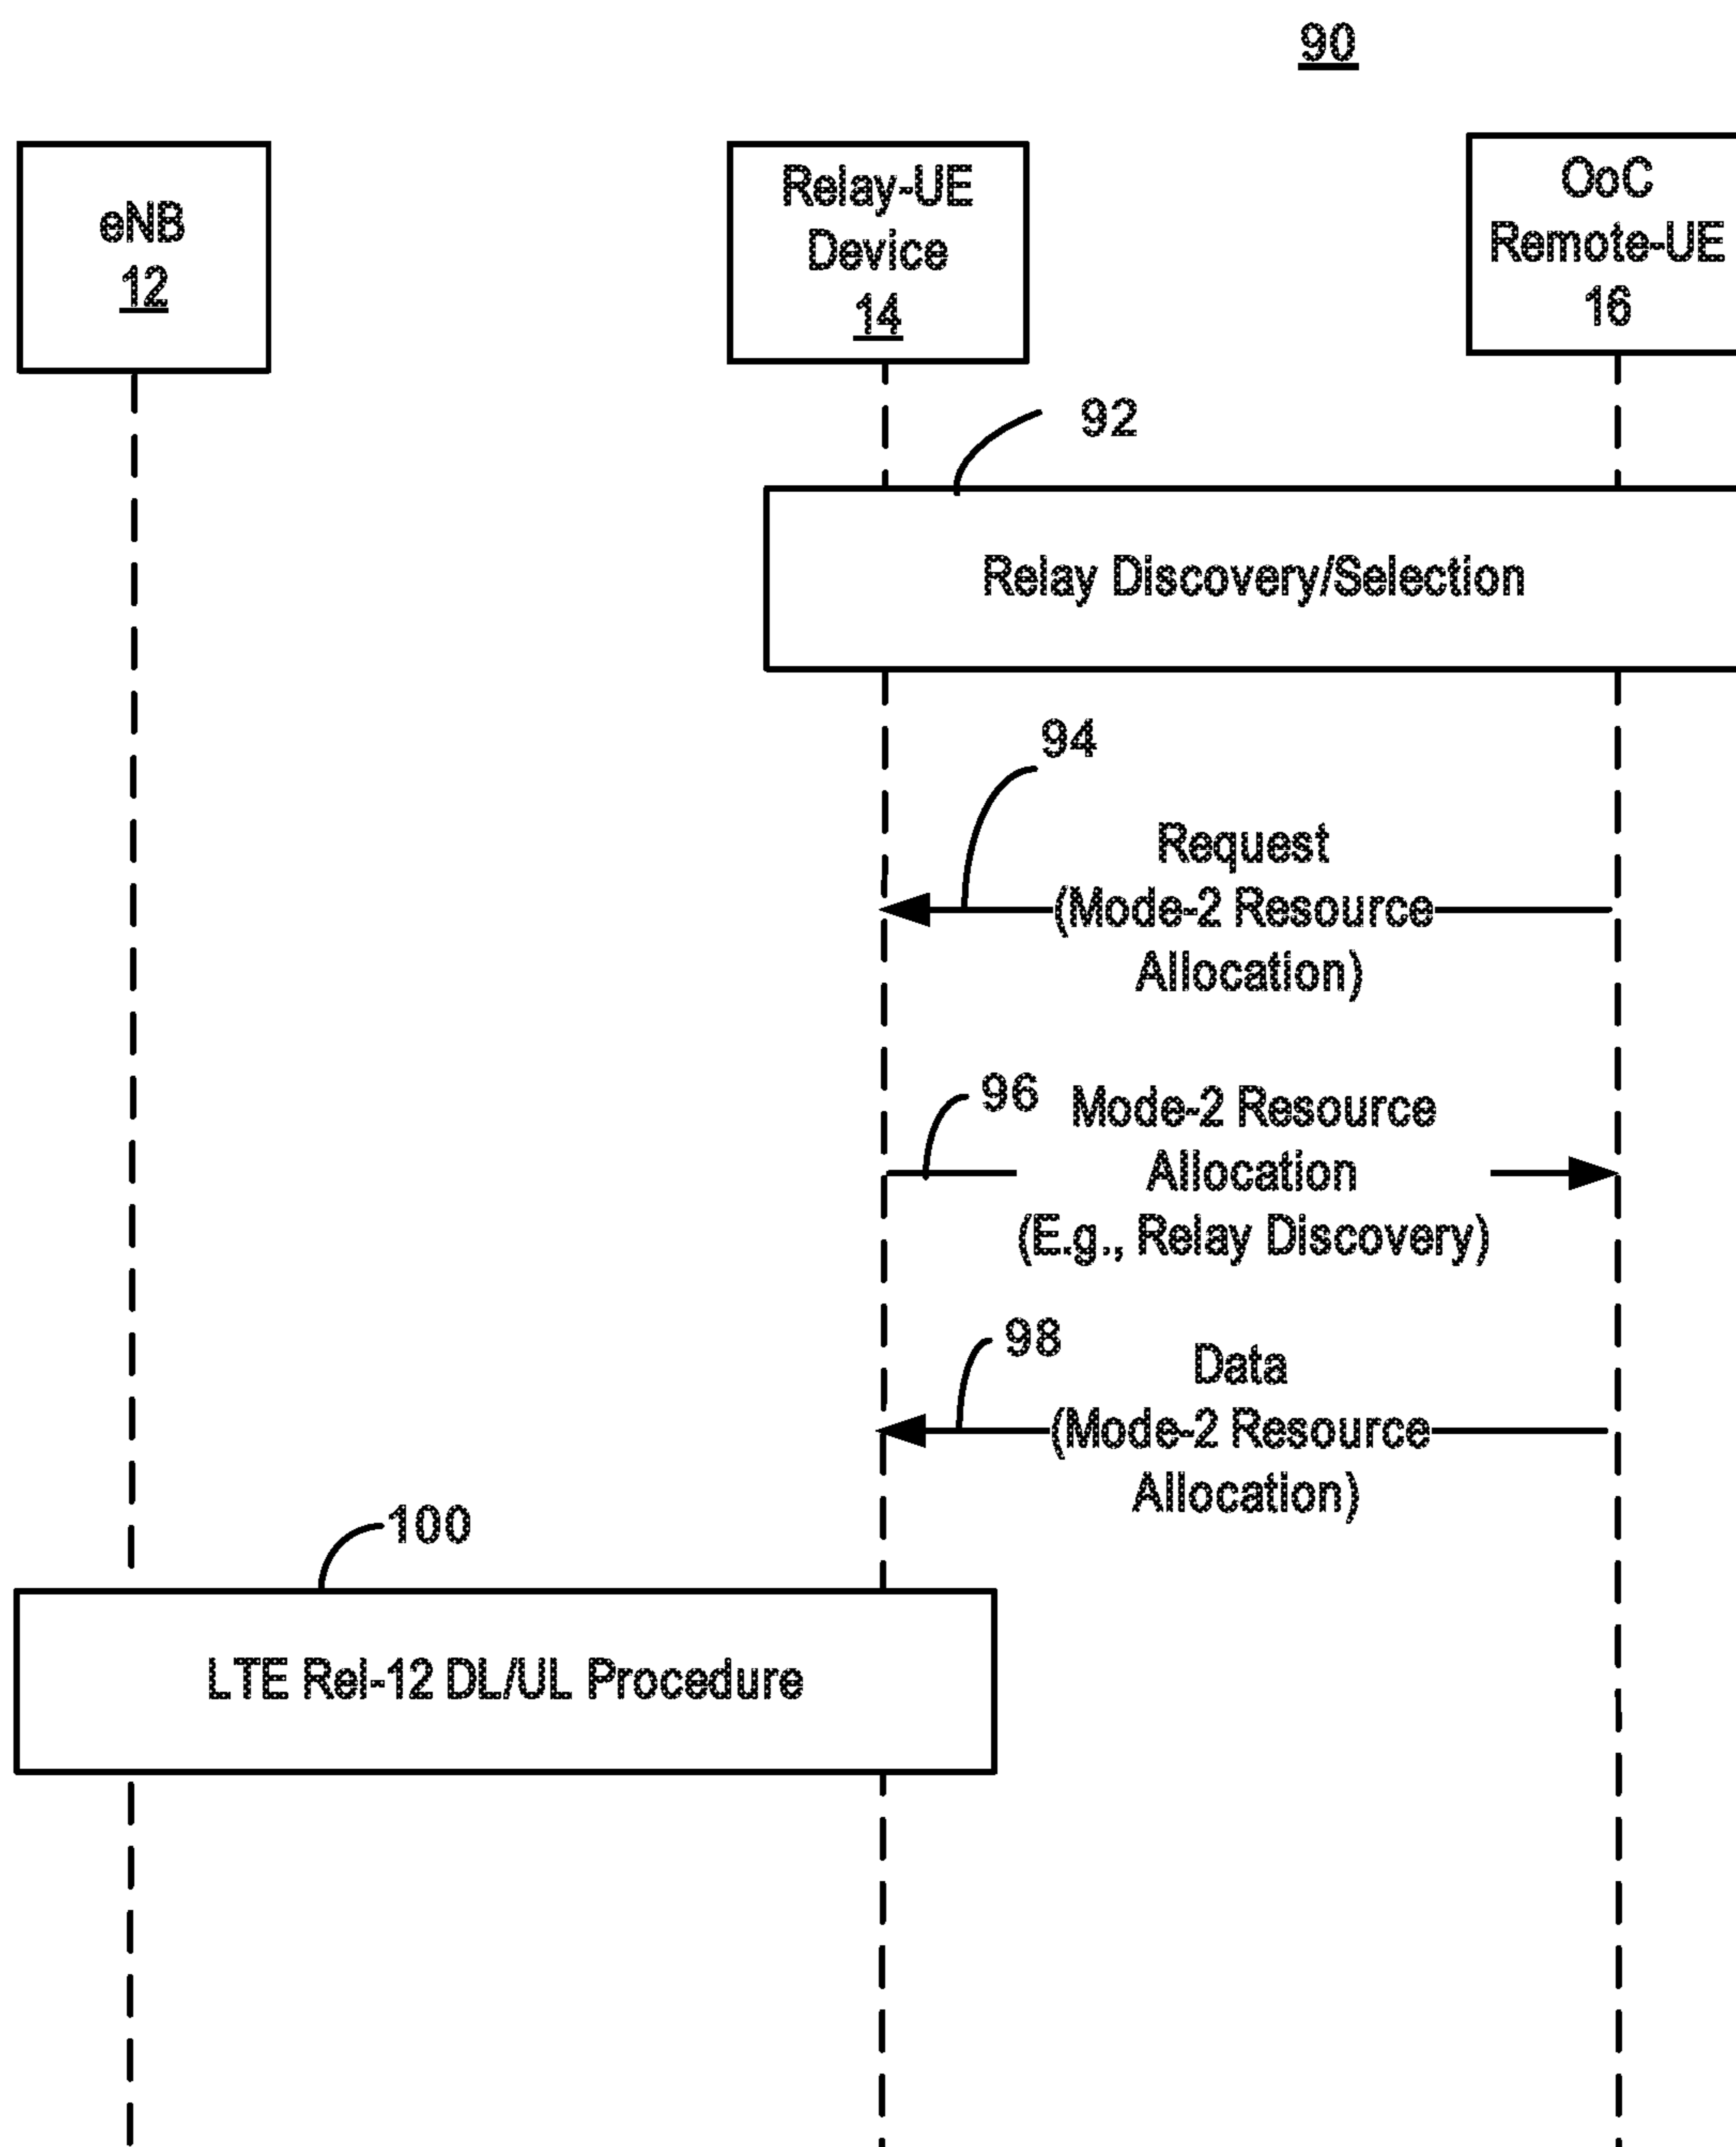 90
eNB
12
Relay-UE
Device
14
OoC
Remote-UE
16
92
Relay Discovery/Selection
94
Request
(Mode-2 Resource
Allocation)
96
Mode-2 Resource
Allocation
(E.g., Relay Discovery)
98
Data
(Mode-2 Resource
Allocation)
100
LTE Rel-12 DL/UL Procedure